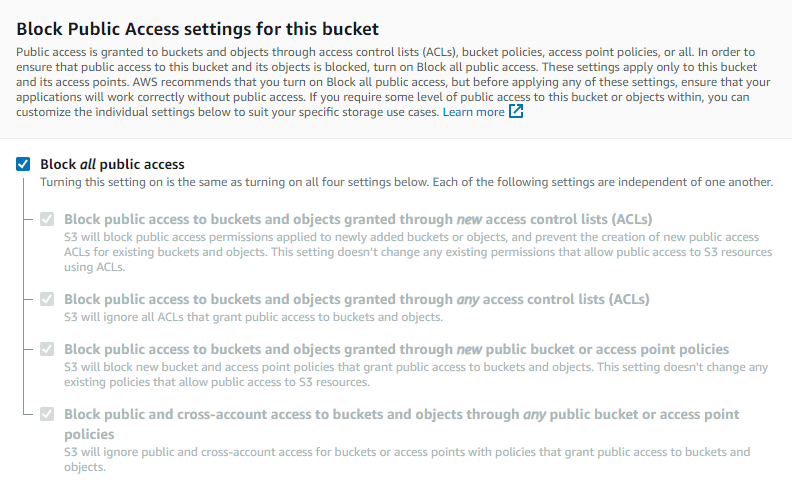 Block Public Access settings for this bucket
Public access is granted to buckets and objects through access control lists (ACLs), bucket policies, access point policies, or all. In order to
ensure that public access to this bucket and its objects is blocked, turn on Block all public access. These settings apply only to this bucket
and its access points. AWS recommends that you turn on Block all public access, but before applying any of these settings, ensure that your
applications will work correctly without public access. If you require some level of public access to this bucket or objects within, you can
customize the individual settings below to suit your specific storage use cases. Learn more
Block all public access
Turning this setting on is the same as turning on all four settings below. Each of the following settings are independent of one another.
Block public access to buckets and objects granted through new access control lists (ACLs)
S3 will block public access permissions applied to newly added buckets or objects, and prevent the creation of new public access
ACLs for existing buckets and objects. This setting doesn't change any existing permissions that allow public access to S3 resources
using ACLs.
Block public access to buckets and objects granted through any access control lists (ACLs)
S3 will ignore all ACLs that grant public access to buckets and objects.
Block public access to buckets and objects granted through new public bucket or access point policies
S3 will block new bucket and access point policies that grant public access to buckets and objects. This setting doesn't change any
existing policies that allow public access to S3 resources.
Block public and cross-account access to buckets and objects through any public bucket or access point
policies
S3 will ignore public and cross-account access for buckets or access points with policies that grant public access to buckets and
objects.